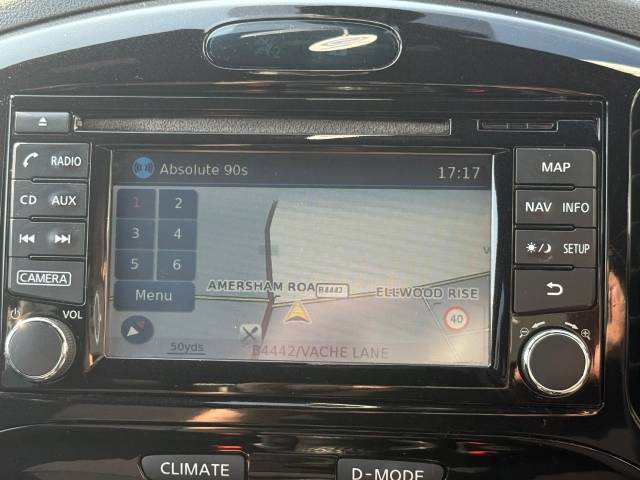 Absolute 90s 17:17
RADIO
CD AUX
CAMERA
VOL
1 2
3 4
5 6
Menu
50yds
AMERSHAM ROA
B4442
ELLWOOD RISE
40
B4442/VACHE LANE
MAP
NAV INFO
SETUP
CLIMATE
D-MODE